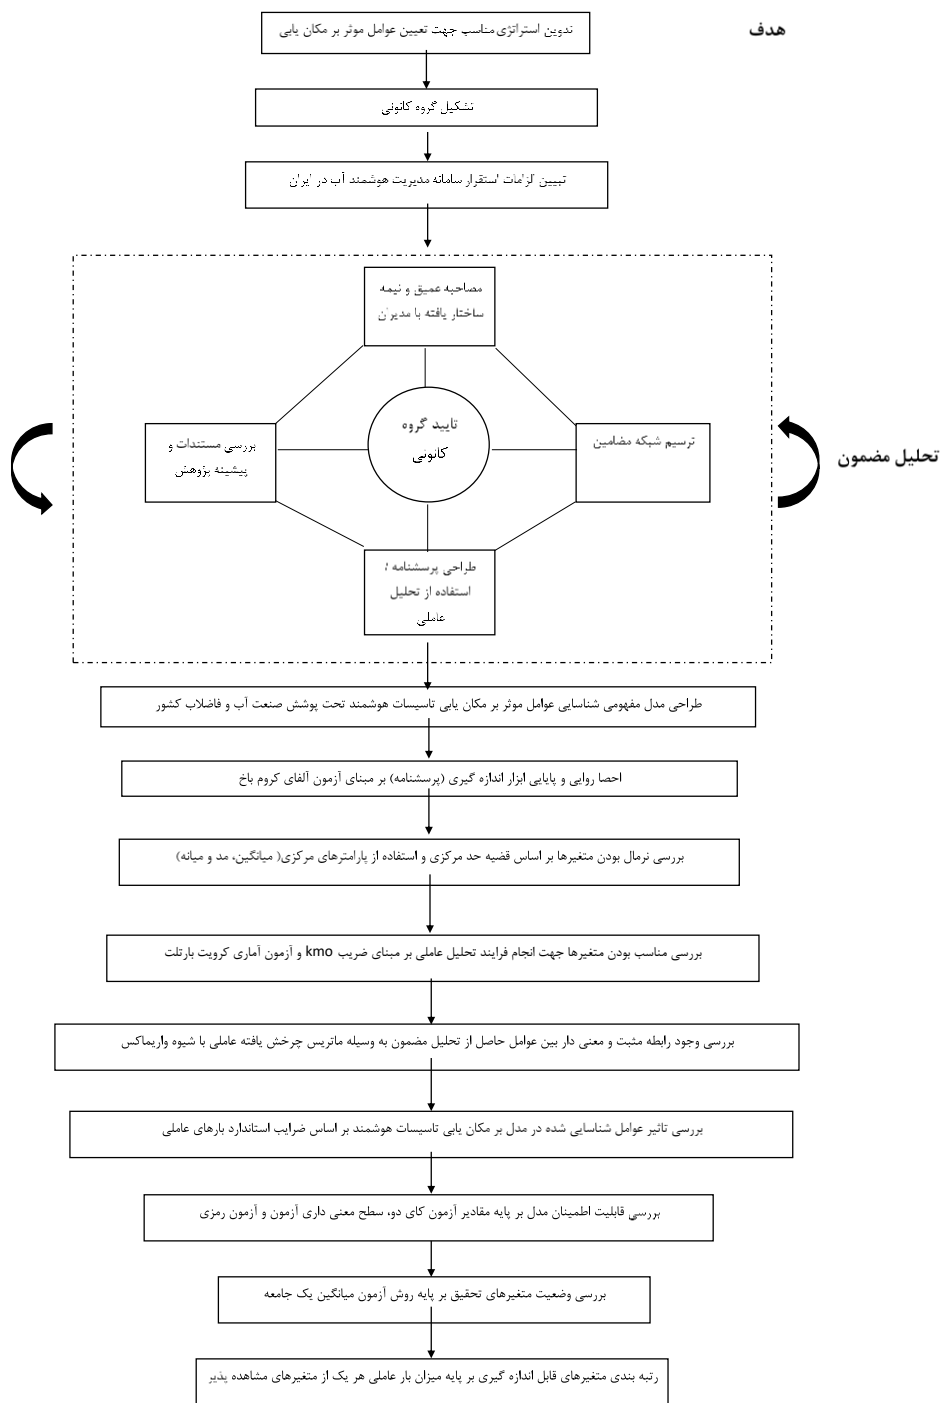 هدف
تدوین استراتژی مناسب جهت تعیین عوامل موثر بر مکان یابی
تشکیل گروه کانونی
تبیین الزامات استقرار سامانه مدیریت هوشمند آب در ایران
مصاحبه عمیق و نیمه
ساختار یافته با مدیران
تایید گروه
کانونی
ترسیم شبکه مضامین
بررسی مستندات و
پیشینه پژوهش
تحلیل مضمون
طراحی پرسشنامه /
استفاده از تحلیل
عاملی
طراحی مدل مفهومی شناسایی عوامل موثر بر مکان یابی تاسیسات هوشمند تحت پوشش صنعت آب و فاضلاب کشور
احصا روایی و پایایی ابزار اندازه گیری (پرسشنامه) بر مبنای آزمون آلفای کروم باخ
بررسی نرمال بودن متغیرها بر اساس قضیه حد مرکزی و استفاده از پارامترهای مرکزی( میانگین، مد و میانه)
بررسی مناسب بودن متغیرها جهت انجام فرایند تحلیل عاملی بر مبنای ضریب kmo و آزمون آماری کرویت بارتلت
بررسی وجود رابطه مثبت و معنی دار بین عوامل حاصل از تحلیل مضمون به وسیله ماتریس چرخش یافته عاملی با شیوه واریماکس
بررسی تاثیر عوامل شناسایی شده در مدل بر مکان یابی تاسیسات هوشمند بر اساس ضرایب استاندارد بارهای عاملی
بررسی قابلیت اطمینان مدل بر پایه مقادیر آزمون کای دو، سطح معنی داری آزمون و آزمون رمزی
بررسی وضعیت متغیرهای تحقیق بر پایه روش آزمون میانگین یک جامعه
رتبه بندی متغیرهای قابل اندازه گیری بر پایه میزان بار عاملی هر یک از متغیرهای مشاهده پذیر